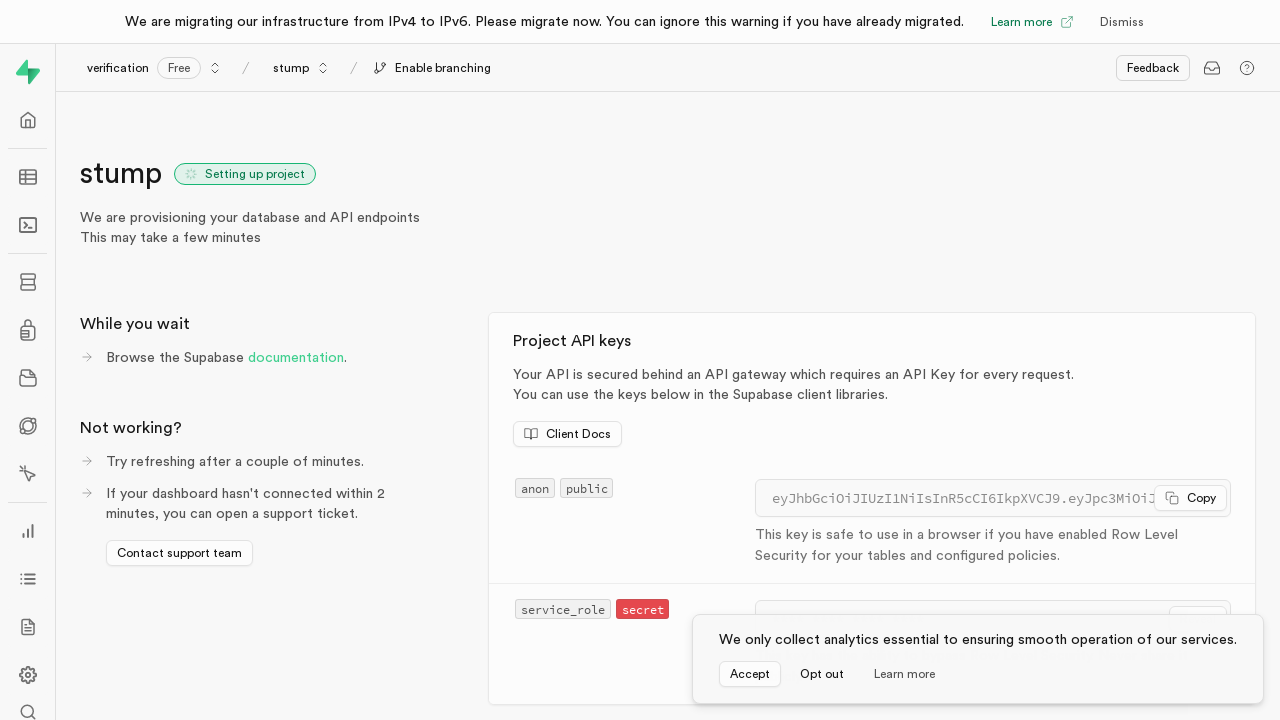 We are migrating our infrastructure from IPv4 to IPv6. Please migrate now. You can ignore this warning if you have already migrated. Learn more Dismiss
verification Free / stump / Enable branching Feedback
stump Setting up project
We are provisioning your database and API endpoints
This may take a few minutes
While you wait
Browse the Supabase documentation.
Not working?
Try refreshing after a couple of minutes.
If your dashboard hasn't connected within 2
minutes, you can open a support ticket.
Contact support team
Project API keys
Your API is secured behind an API gateway which requires an API Key for every request.
You can use the keys below in the Supabase client libraries.
Client Docs
anon public
eyJhbGciOiJIUzI1NiIsInR5cCI6IkpXVCJ9.eyJpc3MiOiJ Copy
This key is safe to use in a browser if you have enabled Row Level
Security for your tables and configured policies.
service_role secret
We only collect analytics essential to ensuring smooth operation of our services.
Accept Opt out Learn more